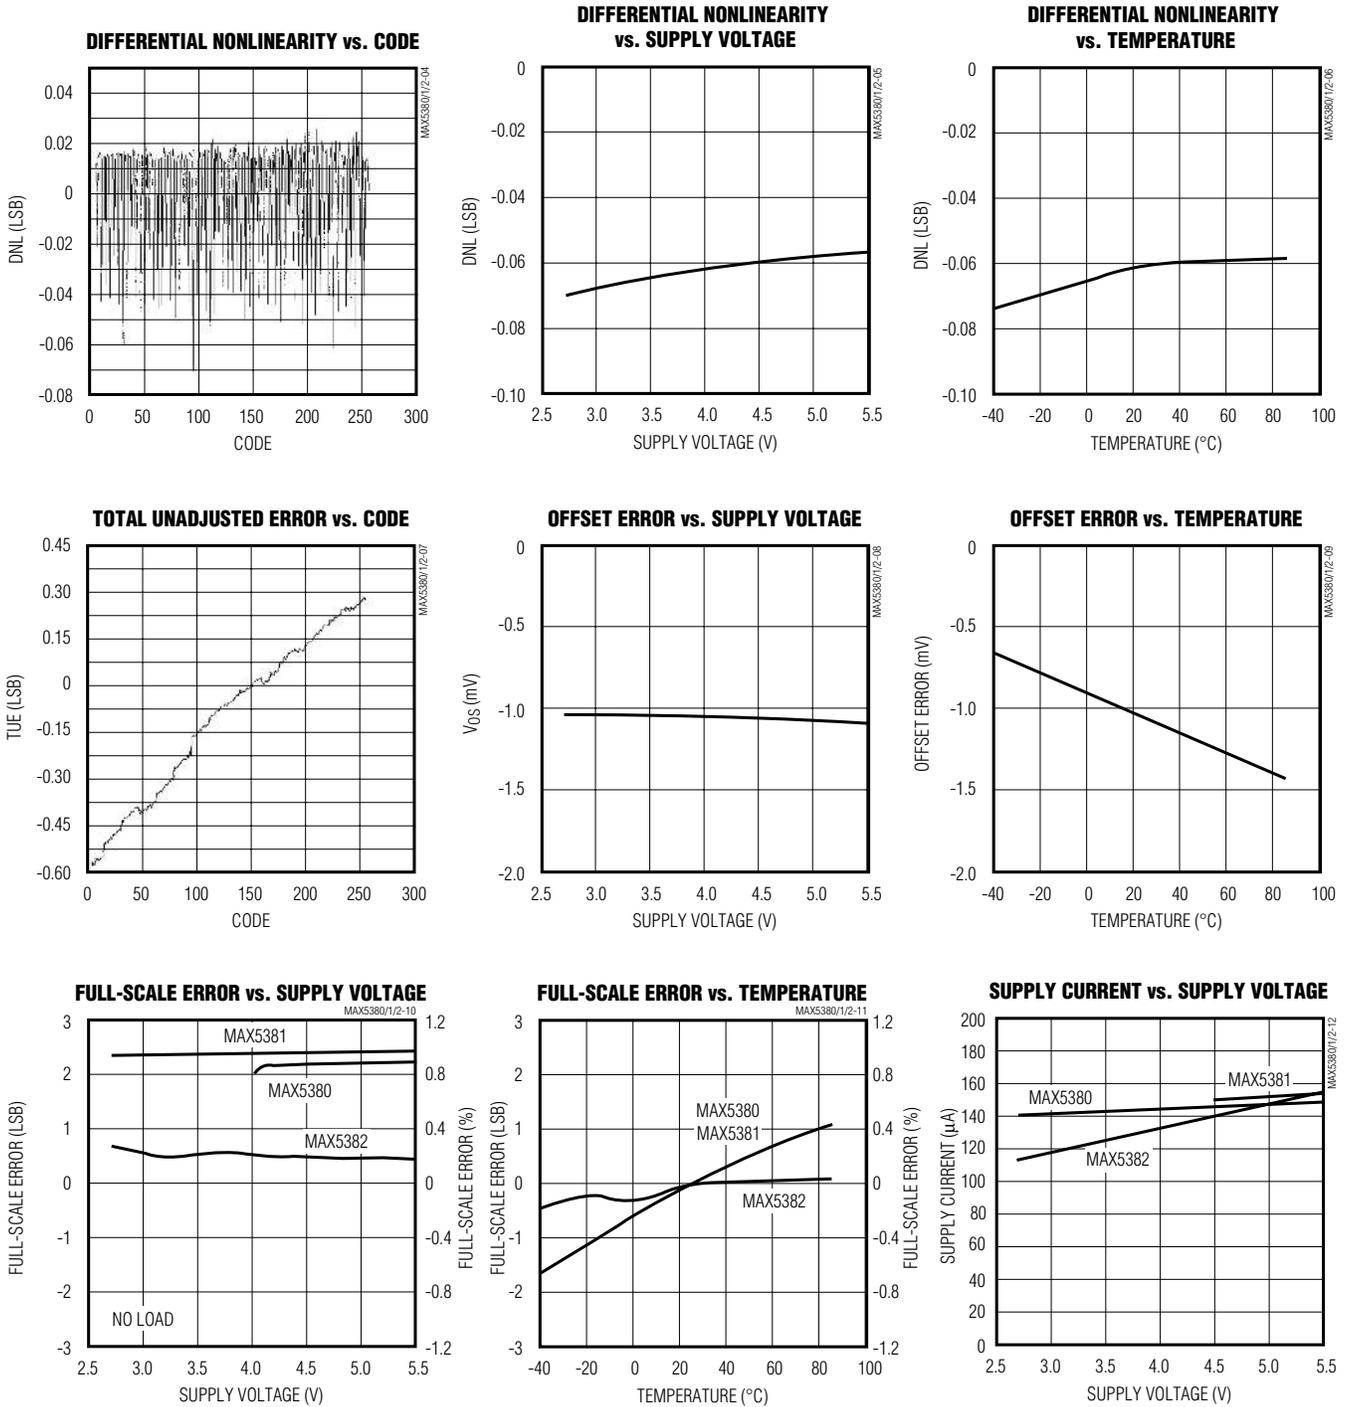 DIFFERENTIAL NONLINEARITY vs. CODE
MAX5380/1/2-04
DNL (LSB)
0.04
0.02
0
-0.02
-0.04
-0.06
-0.08
0 50 100 150 200 250 300
CODE
DIFFERENTIAL NONLINEARITY
vs. SUPPLY VOLTAGE
MAX5380/1/2-05
DNL (LSB)
0
-0.02
-0.04
-0.06
-0.08
-0.10
2.5 3.0 3.5 4.0 4.5 5.0 5.5
SUPPLY VOLTAGE (V)
DIFFERENTIAL NONLINEARITY
vs. TEMPERATURE
MAX5380/1/2-06
DNL (LSB)
0
-0.02
-0.04
-0.06
-0.08
-0.10
-40 -20 0 20 40 60 80 100
TEMPERATURE (°C)
TOTAL UNADJUSTED ERROR vs. CODE
MAX5380/1/2-07
TUE (LSB)
0.45
0.30
0.15
0
-0.15
-0.30
-0.45
-0.60
0 50 100 150 200 250 300
CODE
OFFSET ERROR vs. SUPPLY VOLTAGE
MAX5380/1/2-08
VOS (mV)
0
-0.5
-1.0
-1.5
-2.0
2.5 3.0 3.5 4.0 4.5 5.0 5.5
SUPPLY VOLTAGE (V)
OFFSET ERROR vs. TEMPERATURE
MAX5380/1/2-09
OFFSET ERROR (mV)
0
-0.5
-1.0
-1.5
-2.0
-40 -20 0 20 40 60 80 100
TEMPERATURE (°C)
FULL-SCALE ERROR vs. SUPPLY VOLTAGE
MAX5380/1/2-10
FULL-SCALE ERROR (LSB)
3
2
1
0
-1
-2
-3
MAX5381
MAX5380
MAX5382
NO LOAD
1.2
0.8
0.4
0
-0.4
-0.8
-1.2
FULL-SCALE ERROR (%)
2.5 3.0 3.5 4.0 4.5 5.0 5.5
SUPPLY VOLTAGE (V)
FULL-SCALE ERROR vs. TEMPERATURE
MAX5380/1/2-11
FULL-SCALE ERROR (LSB)
3
2
1
0
-1
-2
-3
MAX5380
MAX5381
MAX5382
1.2
0.8
0.4
0
-0.4
-0.8
-1.2
FULL-SCALE ERROR (%)
-40 -20 0 20 40 60 80 100
TEMPERATURE (°C)
SUPPLY CURRENT vs. SUPPLY VOLTAGE
MAX5380/1/2-12
SUPPLY CURRENT (µA)
200
180
160
140
120
100
80
60
40
20
0
MAX5381
MAX5380
MAX5382
2.5 3.0 3.5 4.0 4.5 5.0 5.5
SUPPLY VOLTAGE (V)